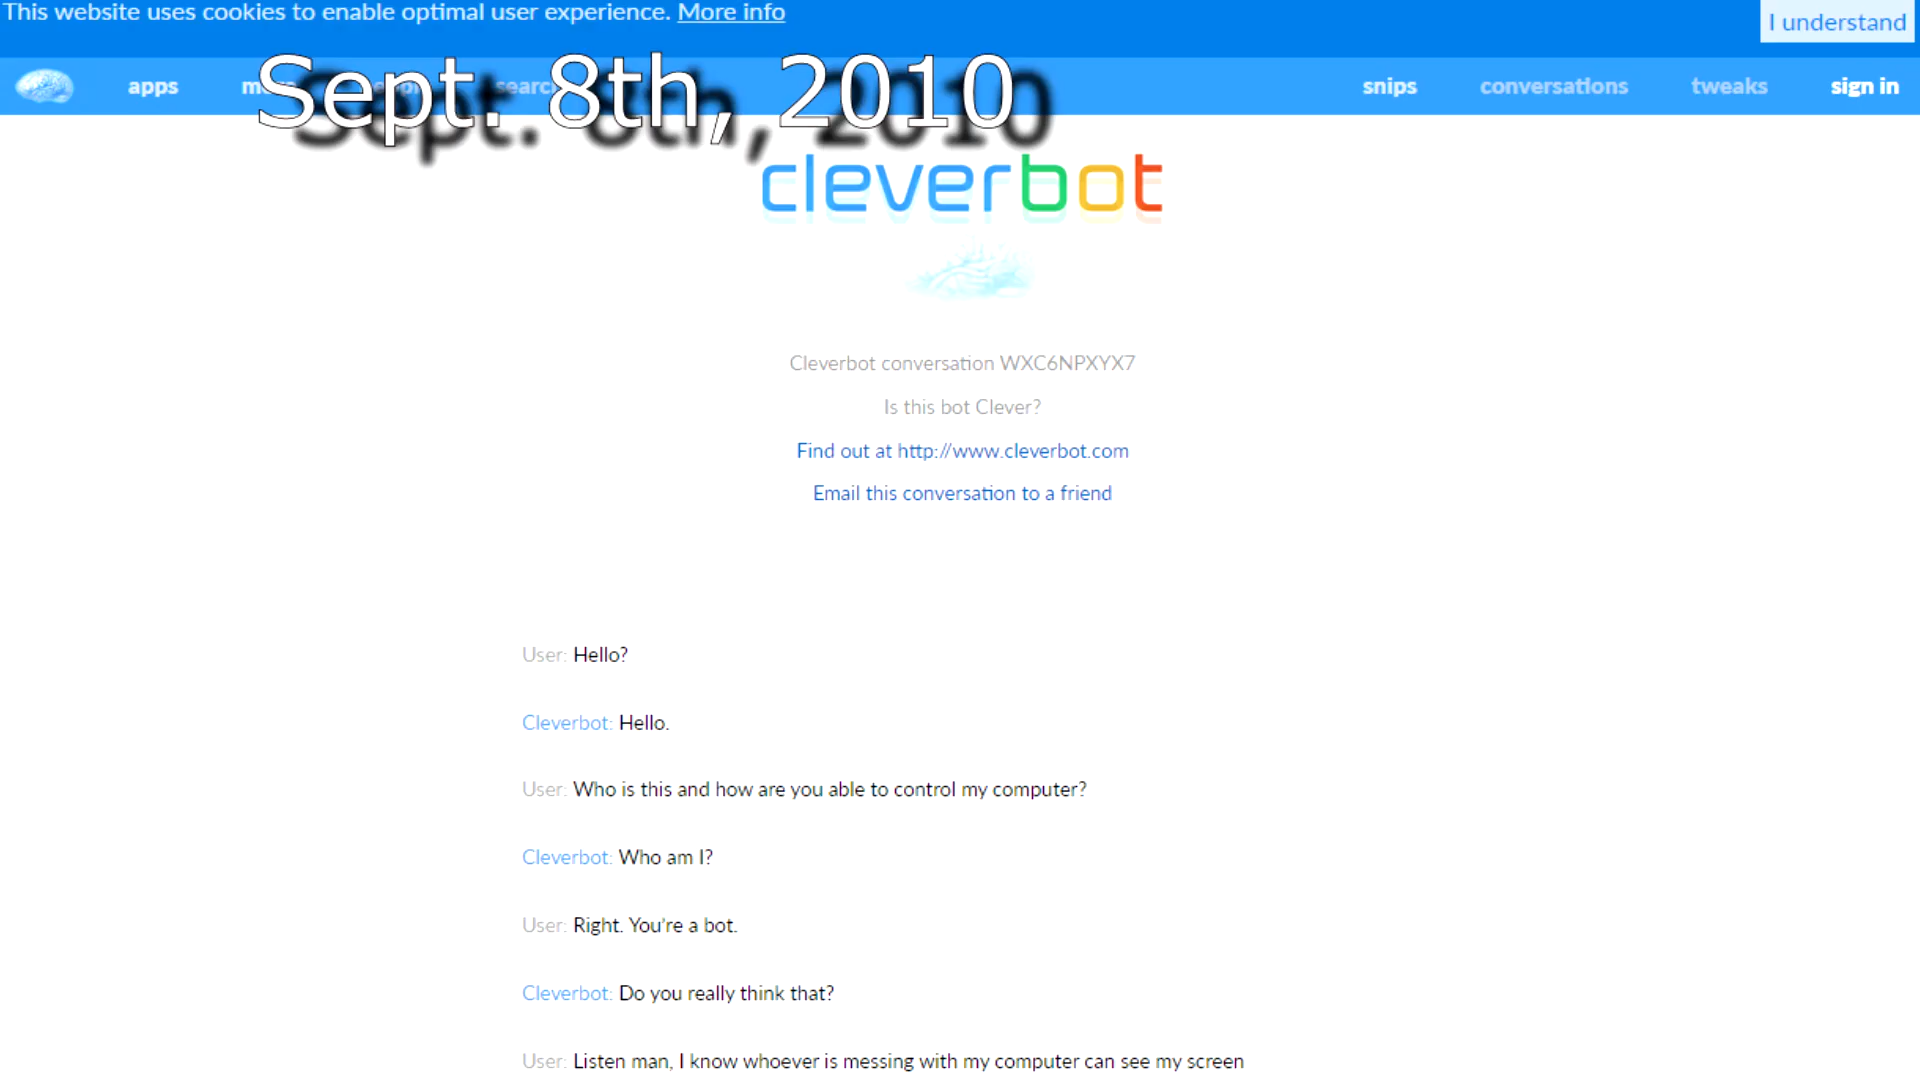 This website uses cookies to enable optimal user experience. More info
I understand
apps
snips
conversations
tweaks
sign in
Sept. 8th, 2010
cleverbot
Cleverbot conversation WXC6NPXYX7
Is this bot Clever?
Find out at http://www.cleverbot.com
Email this conversation to a friend
User: Hello?
Cleverbot: Hello.
User: Who is this and how are you able to control my computer?
Cleverbot: Who am I?
User: Right. You're a bot.
Cleverbot: Do you really think that?
User: Listen man, I know whoever is messing with my computer can see my screen